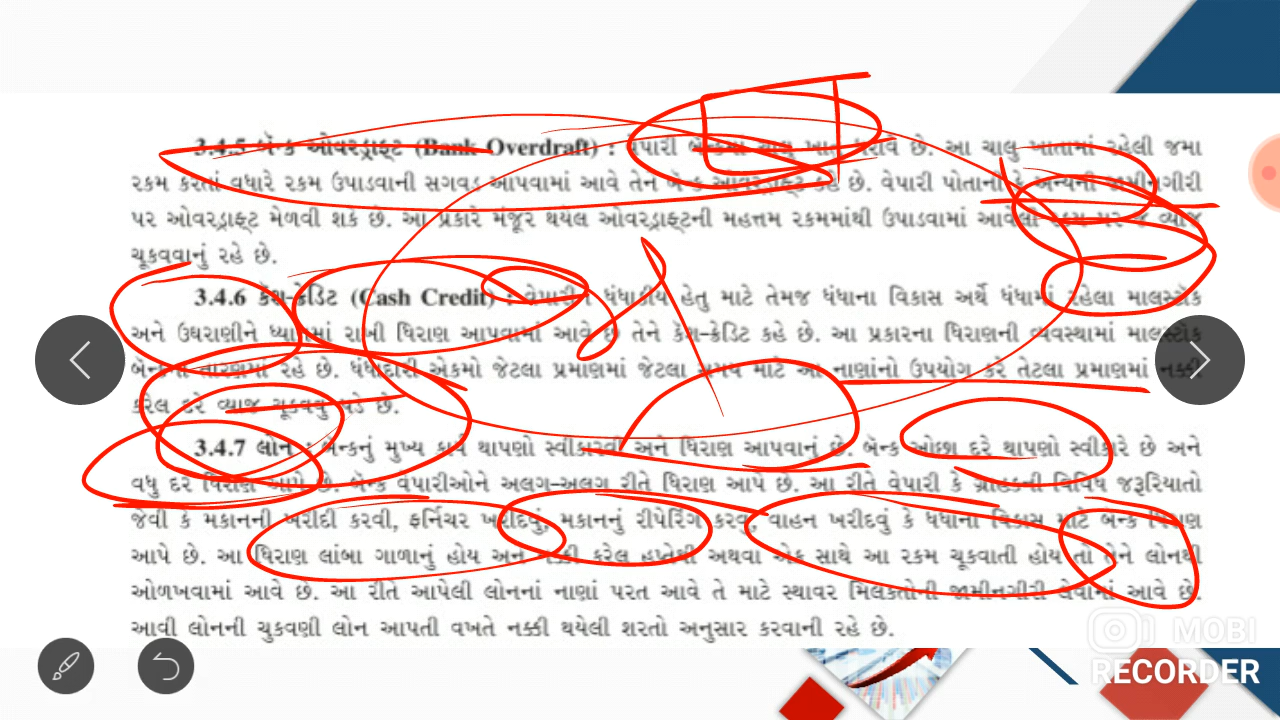 3.4.5 બૅન્ક ઓવરડ્રાફ્ટ (Bank Overdraft) : વેપારી બૅન્કમાં ચાલુ ખાતું ધરાવે છે. આ ચાલુ ખાતામાં રહેલી જમા
રકમ કરતાં વધારે રકમ ઉપાડવાની સગવડ આપવામાં આવે તેને બૅન્ક ઓવરડ્રાફ્ટ કહે છે. વેપારી પોતાની કે અન્યની જામીનગીરી
પર ઓવરડ્રાફ્ટ મેળવી શકે છે. આ પ્રકારે મંજૂર થયેલ ઓવરડ્રાફ્ટની મહત્તમ રકમમાંથી ઉપાડવામાં આવેલી રકમ પર જ વ્યાજ
ચૂકવવાનું રહે છે.
3.4.6 કૅશ-ક્રેડિટ (Cash Credit) : વેપારીને ધંધાકીય હેતુ માટે તેમજ ધંધાના વિકાસ અર્થે ધંધામાં રહેલા માલસ્ટૉક
અને ઉઘરાણીને ધ્યાનમાં રાખી ધિરાણ આપવામાં આવે છે તેને કૅશ-ક્રેડિટ કહે છે. આ પ્રકારના ધિરાણની વ્યવસ્થામાં માલસ્ટૉક
બૅન્કના તારણમાં રહે છે. ધંધાદારી એકમો જેટલા પ્રમાણમાં જેટલા સમય માટે આ નાણાંનો ઉપયોગ કરે તેટલા પ્રમાણમાં નક્કી
કરેલ દરે વ્યાજ ચૂકવવું પડે છે.
3.4.7 લોન : બૅન્કનું મુખ્ય કાર્ય થાપણો સ્વીકારવી અને ધિરાણ આપવાનું છે. બૅન્ક ઓછા દરે થાપણો સ્વીકારે છે અને
વધુ દરે ધિરાણ આપે છે. બૅન્ક વેપારીઓને અલગ-અલગ રીતે ધિરાણ આપે છે. આ રીતે વેપારી કે ગ્રાહકની વિવિધ જરૂરિયાતો
જેવી કે મકાનની ખરીદી કરવી, ફર્નિચર ખરીદવું, મકાનનું રીપેરિંગ કરવું, વાહન ખરીદવું કે ધંધાના વિકાસ માટે બૅન્ક ધિરાણ
આપે છે. આ ધિરાણ લાંબા ગાળાનું હોય અને નક્કી કરેલ હપ્તેથી અથવા એક સાથે આ રકમ ચૂકવાતી હોય તો તેને લોનથી
ઓળખવામાં આવે છે. આ રીતે આપેલી લોનનાં નાણાં પરત આવે તે માટે સ્થાવર મિલકતોની જામીનગીરી લેવામાં આવે છે.
આવી લોનની ચુકવણી લોન આપતી વખતે નક્કી થયેલી શરતો અનુસાર કરવાની રહે છે.
MOBI
RECORDER